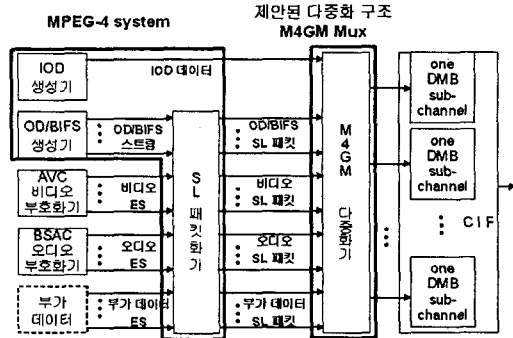 MPEG-4 system
제안된 다중화 구조
M4GM Mux
IOD
생성기
IOD 데이터
OD/BIFS
생성기
OD/BIFS
스트림
OD/BIFS
SL 패킷
AVC
비디오
부호화기
비디오
ES
비디오
SL 패킷
BSAC
오디오
부호화기
오디오
ES
오디오
SL 패킷
부가
데이터
부가 데이터
ES
부가 데이터
SL 패킷
SL 패킷화기
M4GM 다중화기
one
DMB
sub-
channel
one
DMB
sub-
channel
one
DMB
sub-
channel
CIF